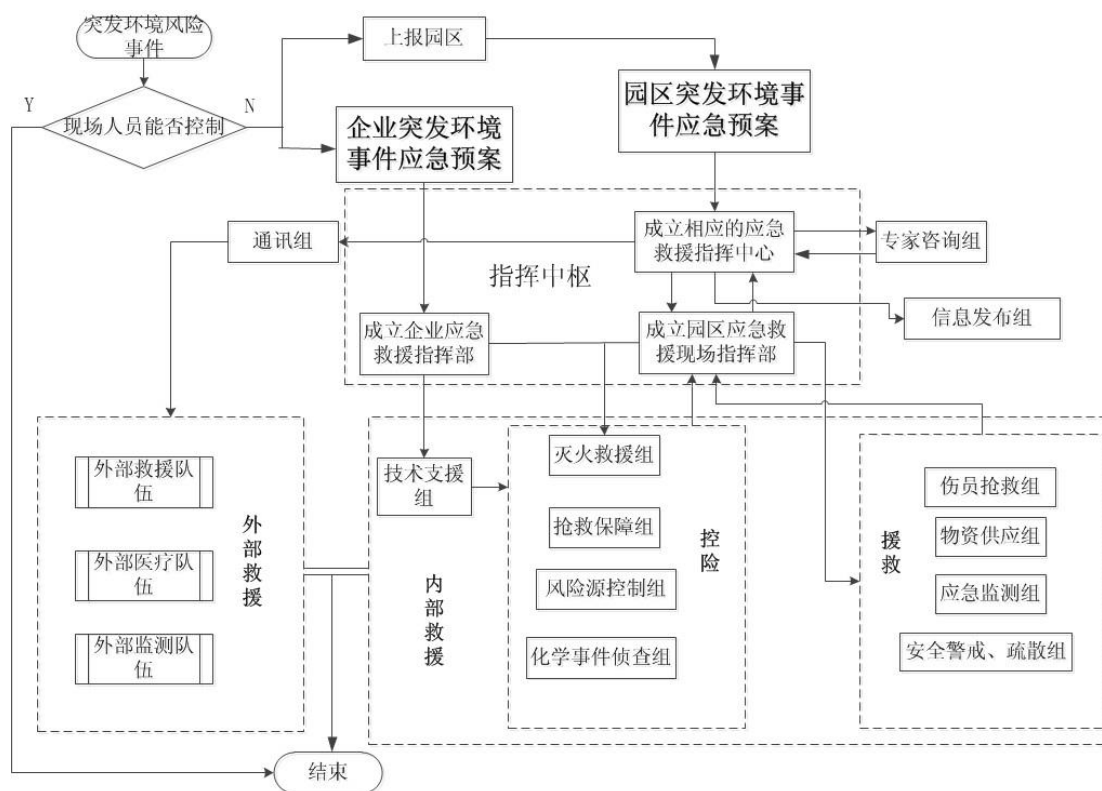 突发环境风险
事件
上报园区
Y
N
现场人员能否控制
园区突发环境事
件应急预案
企业突发环境
事件应急预案
通讯组
成立相应的应急
救援指挥中心
专家咨询组
指挥中枢
信息发布组
成立企业应急
救援指挥部
成立园区应急救
援现场指挥部
外部救援队
伍
外部医疗队
伍
外部监测队
伍
外部救援
技术支援
组
内部救援
灭火救援组
抢救保障组
风险源控制组
化学事件侦查组
控险
援救
伤员抢救组
物资供应组
应急监测组
安全警戒、疏散组
结束